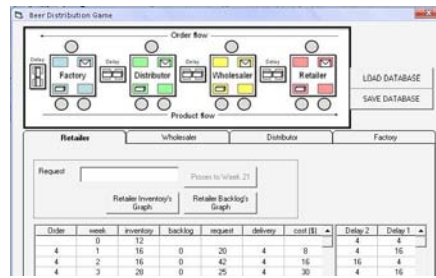 Beer Distribution Game
Order flow
Delay
Delay
Delay
Delay
Factory
Distributor
Wholesaler
Retailer
Product flow
LOAD DATABASE
SAVE DATABASE
Retailer
Wholesaler
Distributor
Factory
Request
Proces to Week 21
Retailer Inventory's Graph
Retailer Backlog's Graph
Order week inventory backlog request delivery cost ($) Delay 2 Delay 1
0 12 4 4
4 1 16 0 20 4 8 4 16
4 2 16 0 42 4 16 16 4
4 3 28 0 25 4 30 4 16